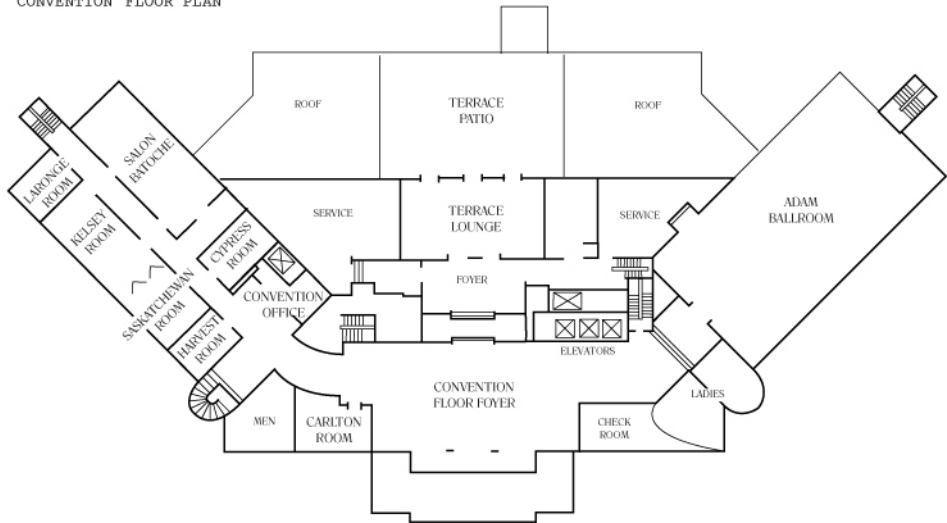 CONVENTION FLOOR PLAN
ROOF
TERRACE
PATIO
ROOF
SALON
BATOCHE
LARONGE
ROOM
KELSEY
ROOM
SERVICE
TERRACE
LOUNGE
SERVICE
ADAM
BALLROOM
CYPRESS
ROOM
FOYER
SASKATCHEWAN
ROOM
CONVENTION
OFFICE
HARVEST
ROOM
ELEVATORS
CONVENTION
FLOOR FOYER
LADIES
MEN
CARLTON
ROOM
CHECK
ROOM